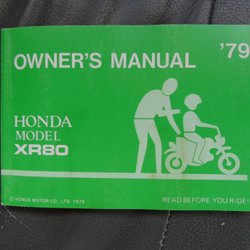 OWNER'S MANUAL '79
HONDA
MODEL
XR80
© HONDA MOTOR CO., LTD. 1978
READ BEFORE YOU RIDE!